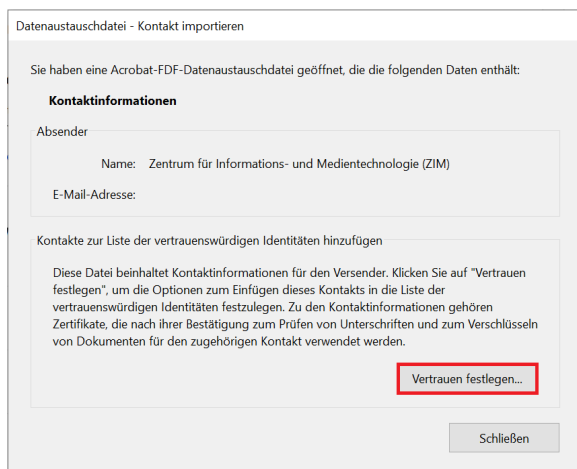 Datenaustauschdatei - Kontakt importieren
Sie haben eine Acrobat-FDF-Datenaustauschdatei geöffnet, die die folgenden Daten enthält:
Kontaktinformationen
Absender
Name: Zentrum für Informations- und Medientechnologie (ZIM)
E-Mail-Adresse:
Kontakte zur Liste der vertrauenswürdigen Identitäten hinzufügen
Diese Datei beinhaltet Kontaktinformationen für den Versender. Klicken Sie auf "Vertrauen
festlegen", um die Optionen zum Einfügen dieses Kontakts in die Liste der
vertrauenswürdigen Identitäten festzulegen. Zu den Kontaktinformationen gehören
Zertifikate, die nach ihrer Bestätigung zum Prüfen von Unterschriften und zum Verschlüsseln
von Dokumenten für den zugehörigen Kontakt verwendet werden.
Vertrauen festlegen...
Schließen